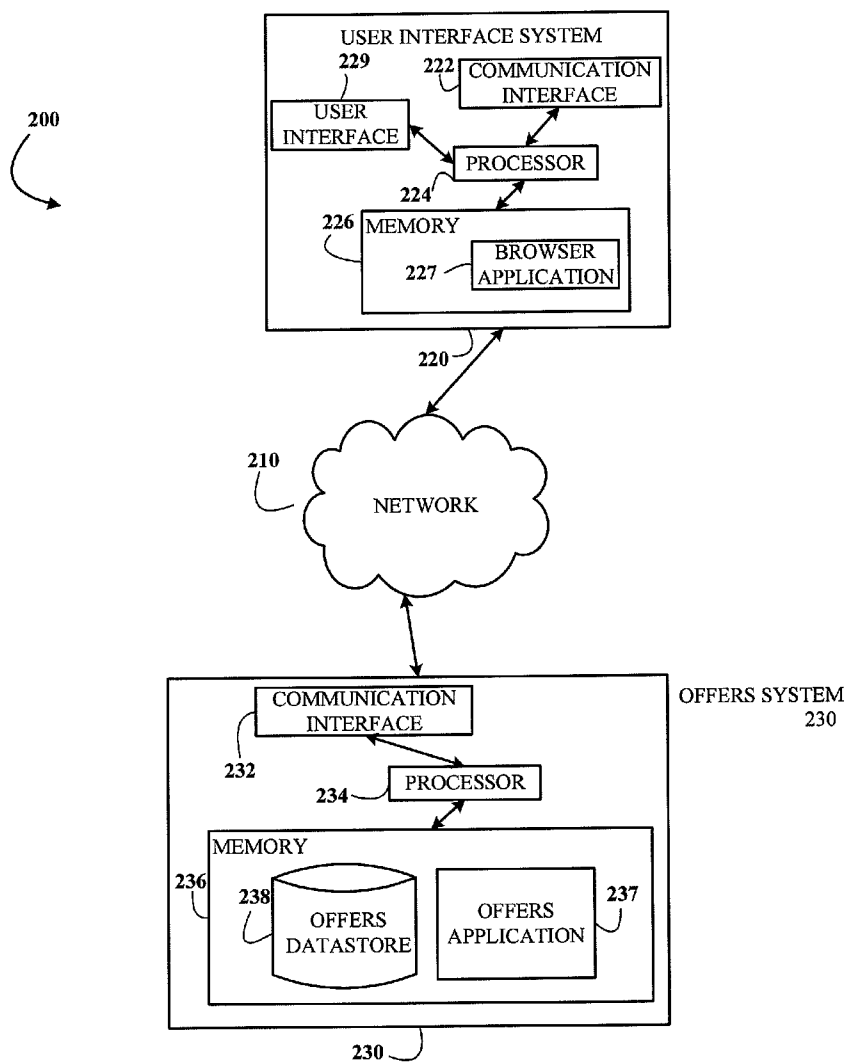 USER INTERFACE SYSTEM
229
222
COMMUNICATION
INTERFACE
USER
INTERFACE
200
PROCESSOR
224
226
MEMORY
BROWSER
APPLICATION
227
220
210
NETWORK
COMMUNICATION
INTERFACE
OFFERS SYSTEM
230
232
PROCESSOR
234
MEMORY
236
238
OFFERS
DATASTORE
OFFERS
APPLICATION
237
230